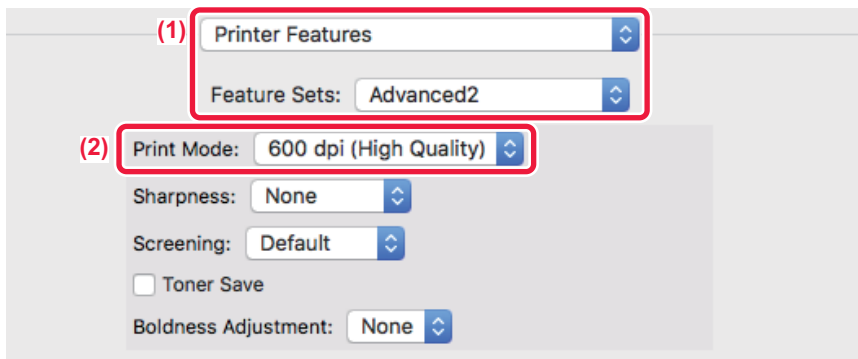 (1) Printer Features
Feature Sets: Advanced2
(2) Print Mode: 600 dpi (High Quality)
Sharpness: None
Screening: Default
Toner Save
Boldness Adjustment: None